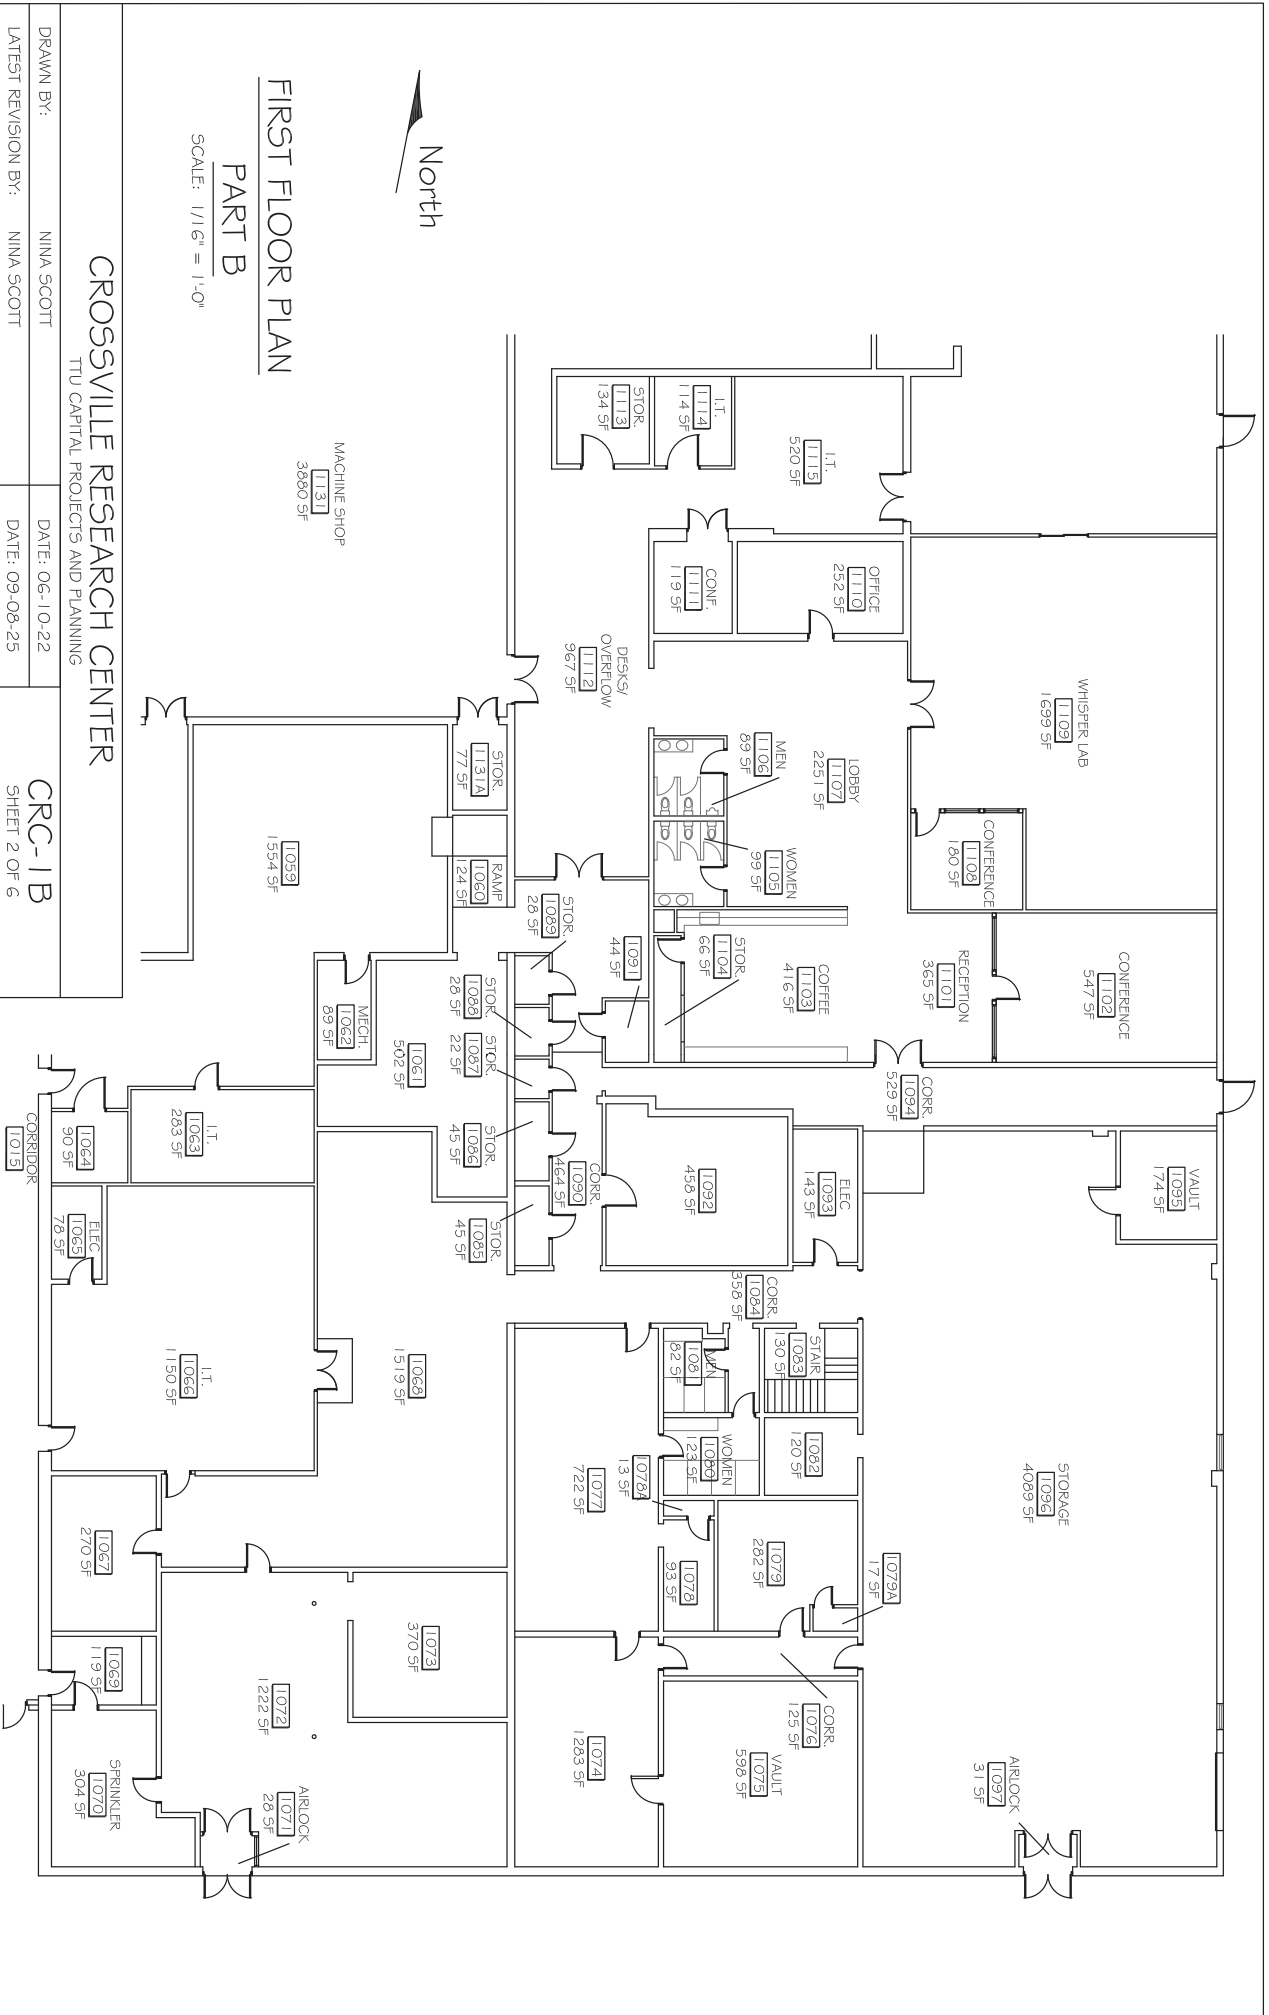 CROSSVILLE RESEARCH CENTER
TTU CAPITAL PROJECTS AND PLANNING
DRAWN BY: NINA SCOTT
DATE: 06-10-22
LATEST REVISION BY: NINA SCOTT
DATE: 09-08-25
CRC-1B
SHEET 2 OF 6
FIRST FLOOR PLAN
PART B
SCALE: 1/16" = 1'-0"
North
WHISPER LAB
1109
1699 SF
CONFERENCE
1108
180 SF
CONFERENCE
1102
547 SF
RECEPTION
1101
365 SF
CORR.
1094
529 SF
VAULT
1095
174 SF
STORAGE
1096
4089 SF
AIRLOCK
1097
31 SF
I.T.
1115
520 SF
I.T.
1114
114 SF
STOR.
1113
134 SF
OFFICE
1110
252 SF
CONF.
1111
119 SF
DESKS/
OVERFLOW
1112
967 SF
LOBBY
1107
2251 SF
MEN
1106
89 SF
WOMEN
1105
99 SF
COFFEE
1103
416 SF
STOR.
1104
66 SF
1091
44 SF
STOR.
1089
28 SF
STOR.
1088
28 SF
STOR.
1087
22 SF
STOR.
1086
45 SF
STOR.
1085
45 SF
CORR.
1090
464 SF
1092
458 SF
ELEC
1093
143 SF
CORR.
1084
358 SF
STAIR
1083
130 SF
MEN
1081
82 SF
1082
120 SF
WOMEN
1080
123 SF
1079
282 SF
1079A
17 SF
1078A
13 SF
1078
93 SF
1077
722 SF
CORR.
1076
125 SF
VAULT
1075
598 SF
1074
1283 SF
MACHINE SHOP
1131
3880 SF
STOR.
1131A
77 SF
RAMP
1060
124 SF
1059
1554 SF
MECH.
1062
89 SF
1061
502 SF
I.T.
1063
283 SF
1064
90 SF
CORRIDOR
1015
ELEC
1065
78 SF
I.T.
1066
1150 SF
1068
1519 SF
1067
270 SF
1069
119 SF
SPRINKLER
1070
304 SF
AIRLOCK
1071
28 SF
1072
1222 SF
1073
370 SF